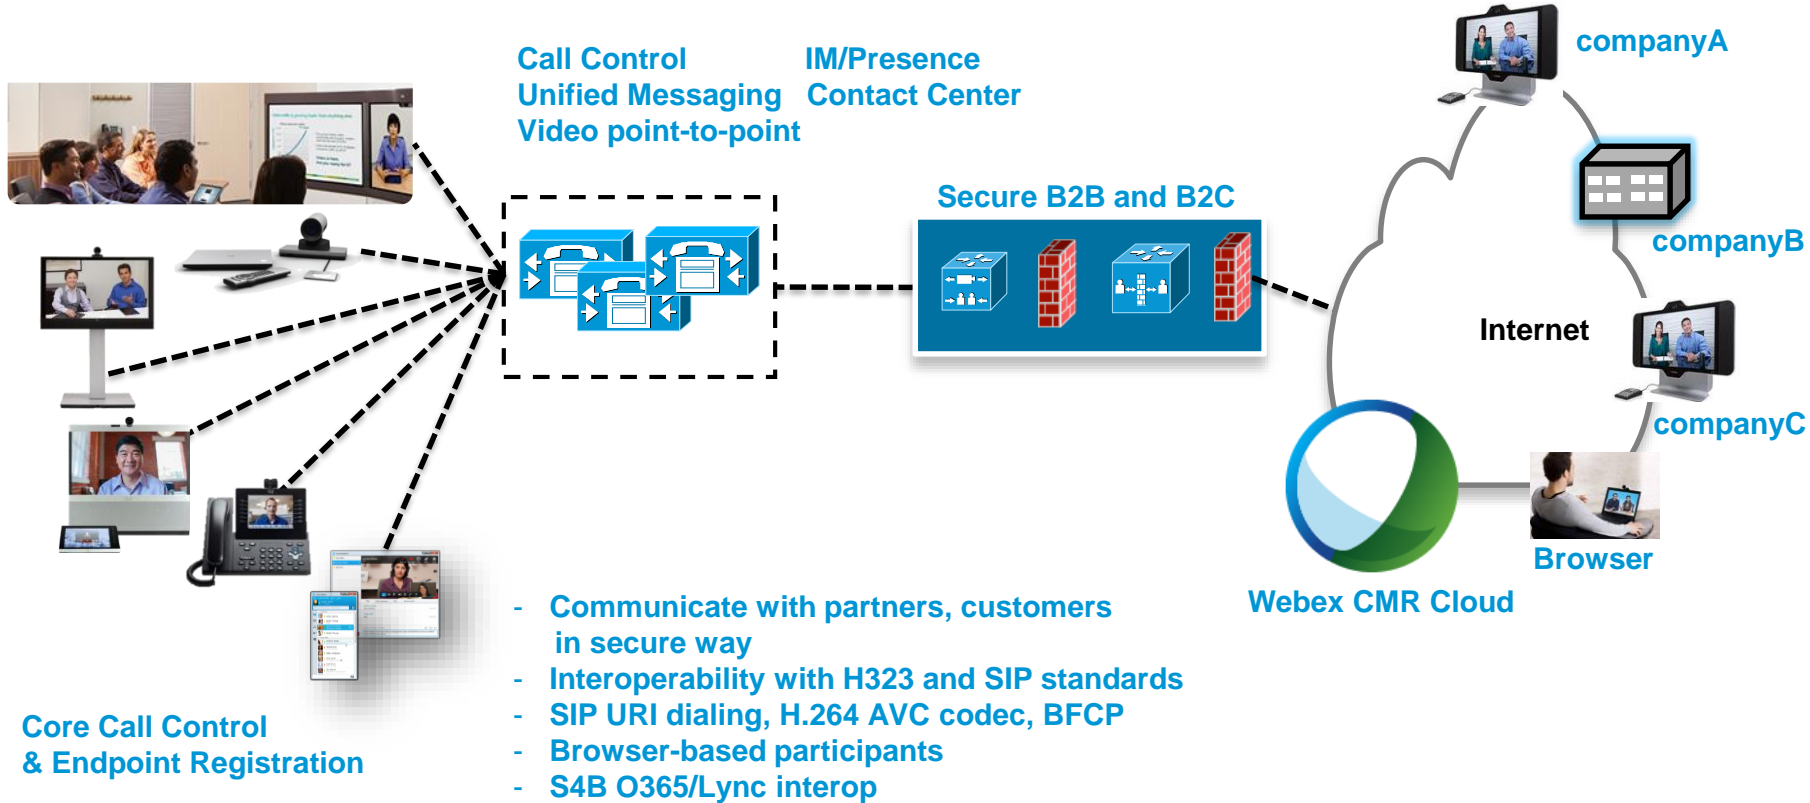 Call Control IM/Presence
Unified Messaging Contact Center
Video point-to-point
companyA
Secure B2B and B2C
companyB
Internet
companyC
Browser
Webex CMR Cloud
- Communicate with partners, customers
in secure way
- Interoperability with H323 and SIP standards
- SIP URI dialing, H.264 AVC codec, BFCP
- Browser-based participants
- S4B O365/Lync interop
Core Call Control
& Endpoint Registration